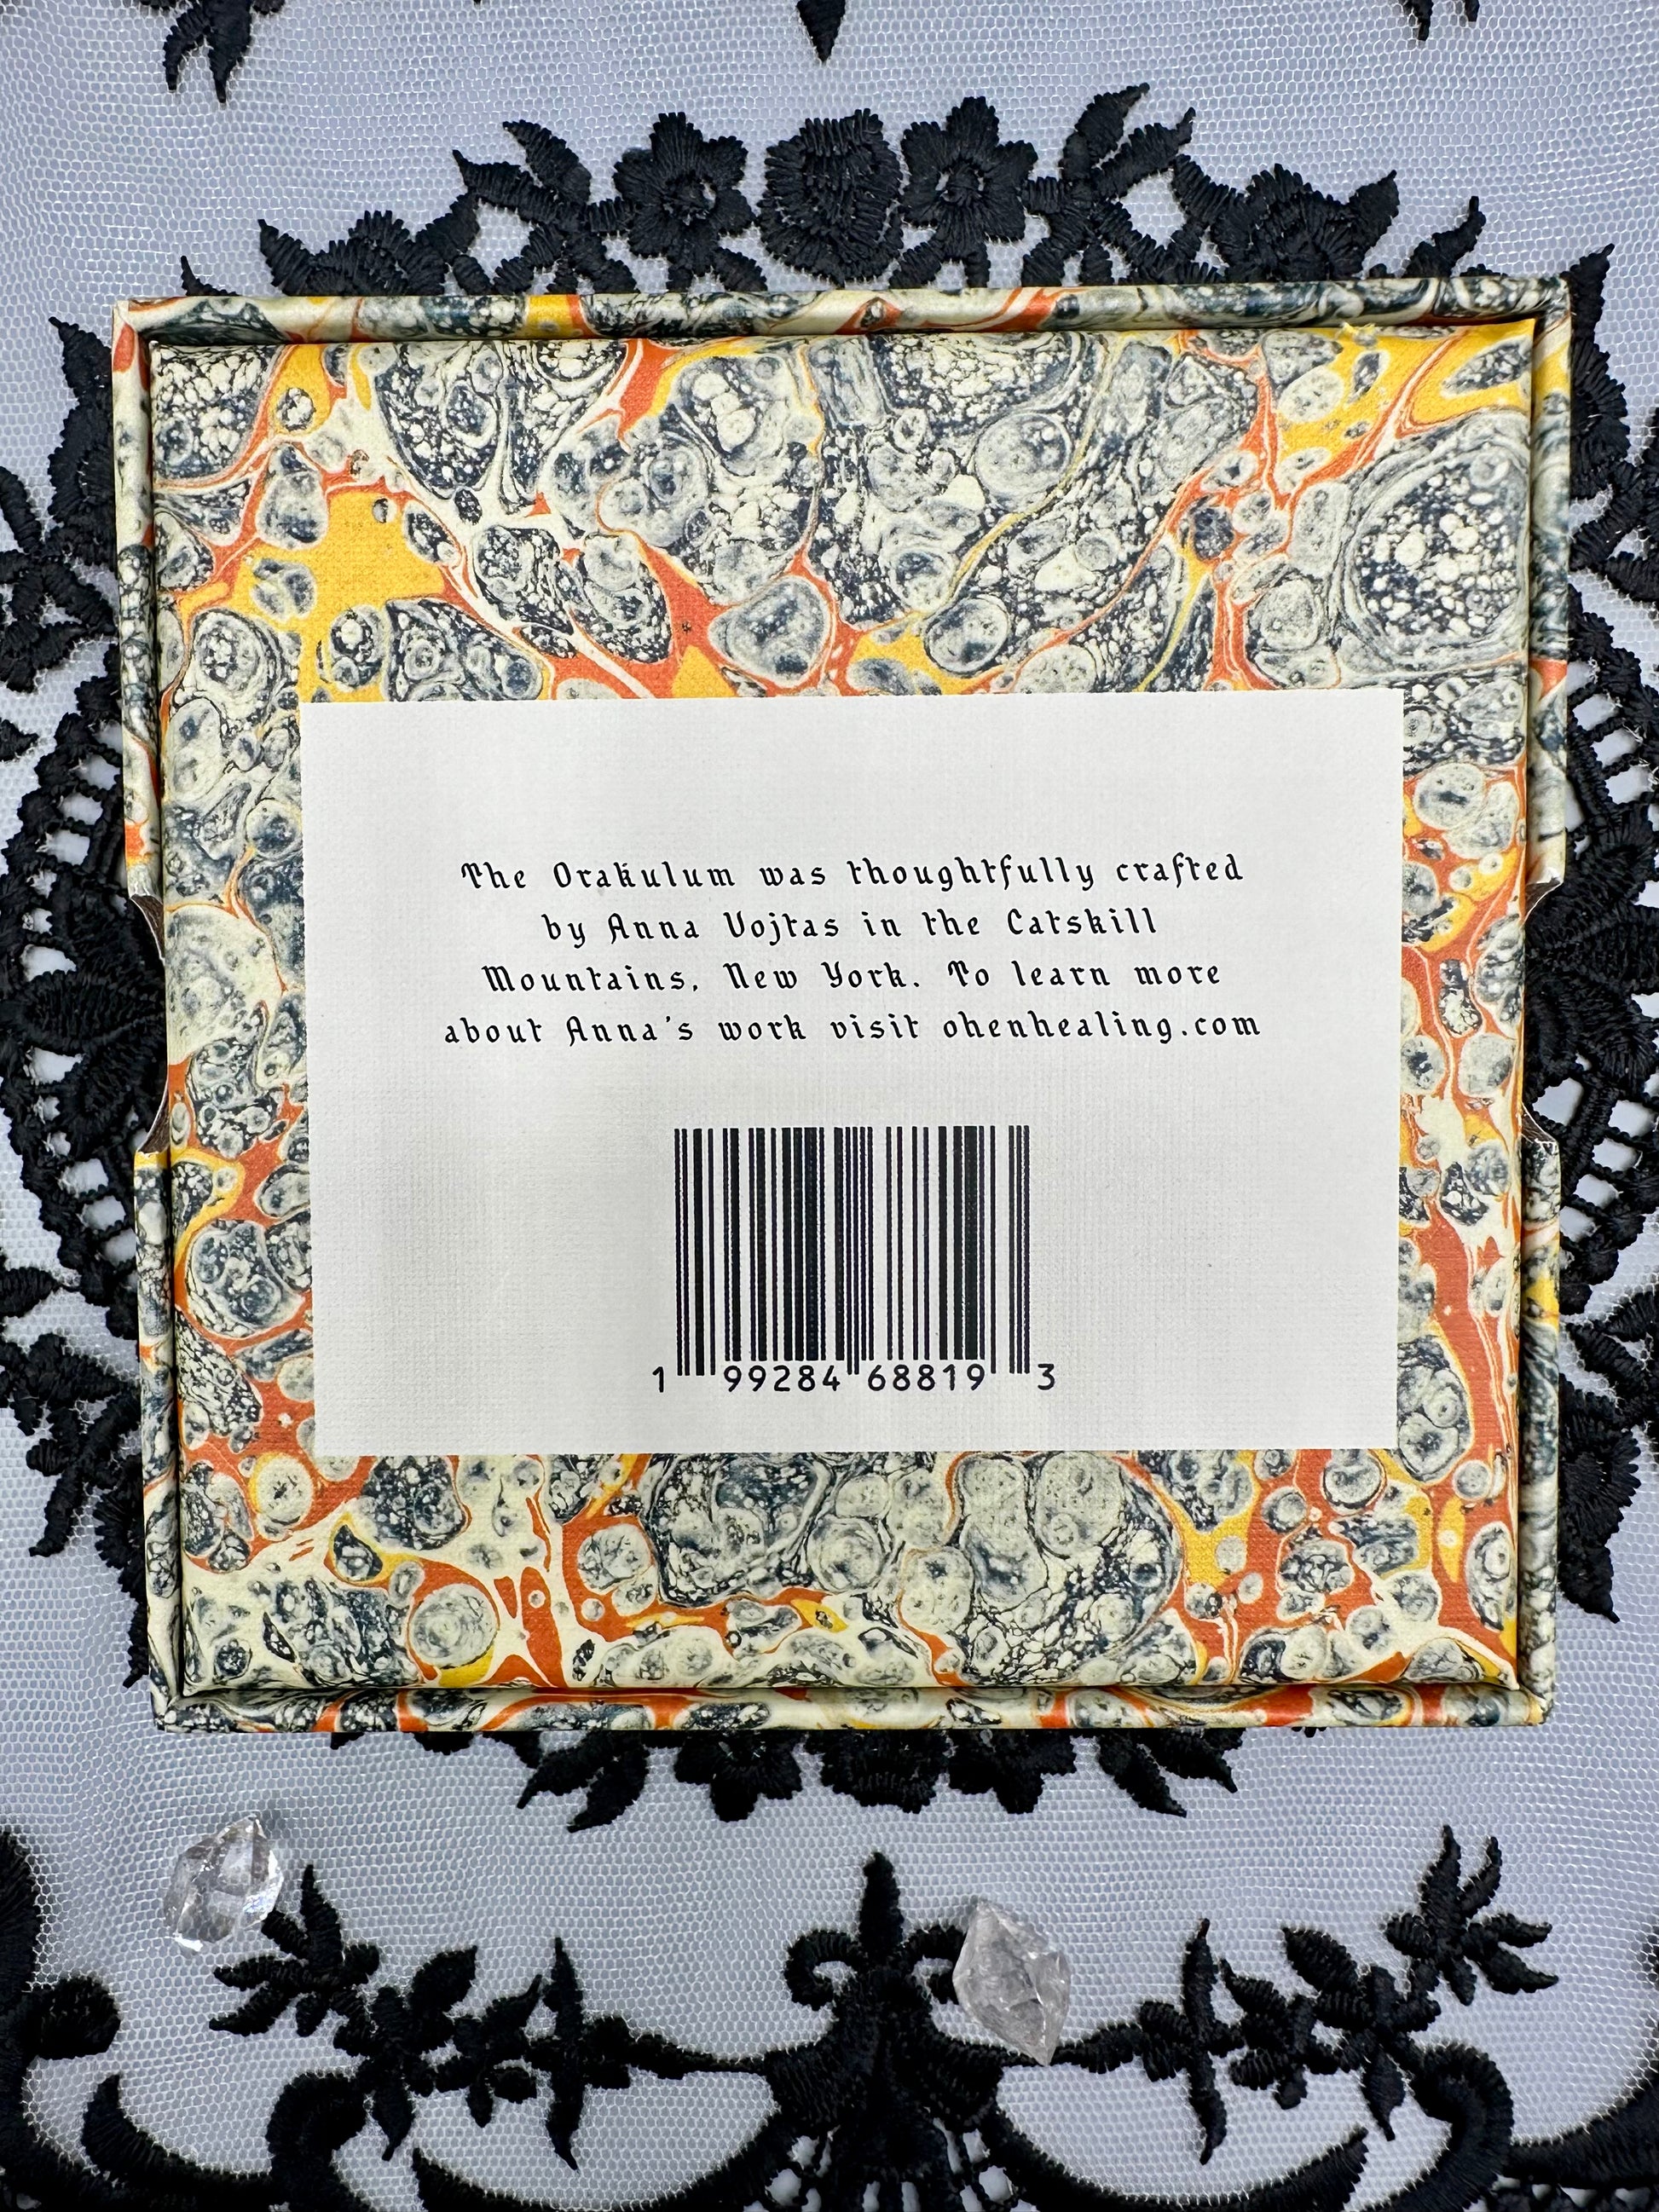 The Orakulum was thoughtfully crafted
by Anna Vojtas in the Catskill
Mountains, New York. To learn more
about Anna's work visit ohenhealing.com
1 99284 68819 3